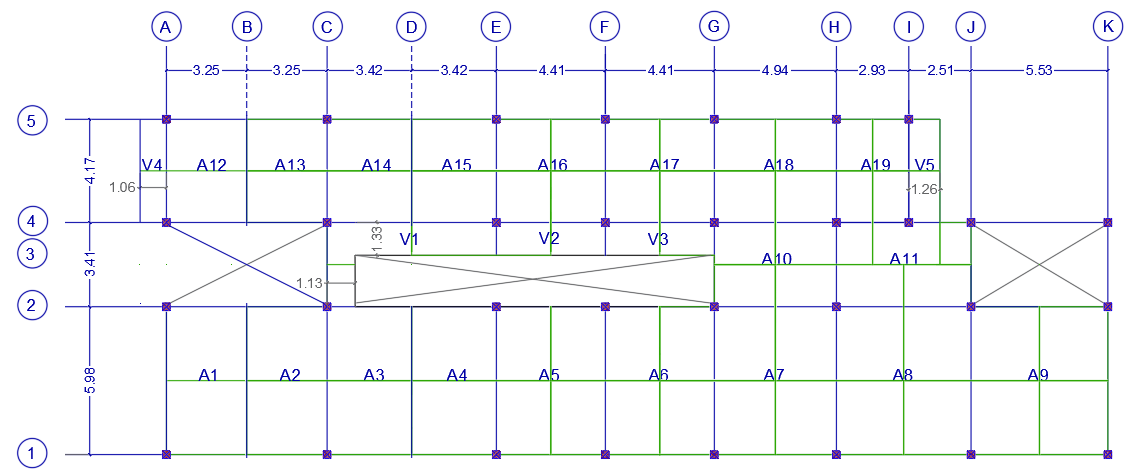 A B C D E F G H I J K
3.25 3.25 3.42 3.42 4.41 4.41 4.94 2.93 2.51 5.53
5
4.17
V4 A12 A13 A14 A15 A16 A17 A18 A19 V5
1.06 1.26
4
1.33 V1 V2 V3
3
3.41
A10 A11
1.13
2
5.98
A1 A2 A3 A4 A5 A6 A7 A8 A9
1